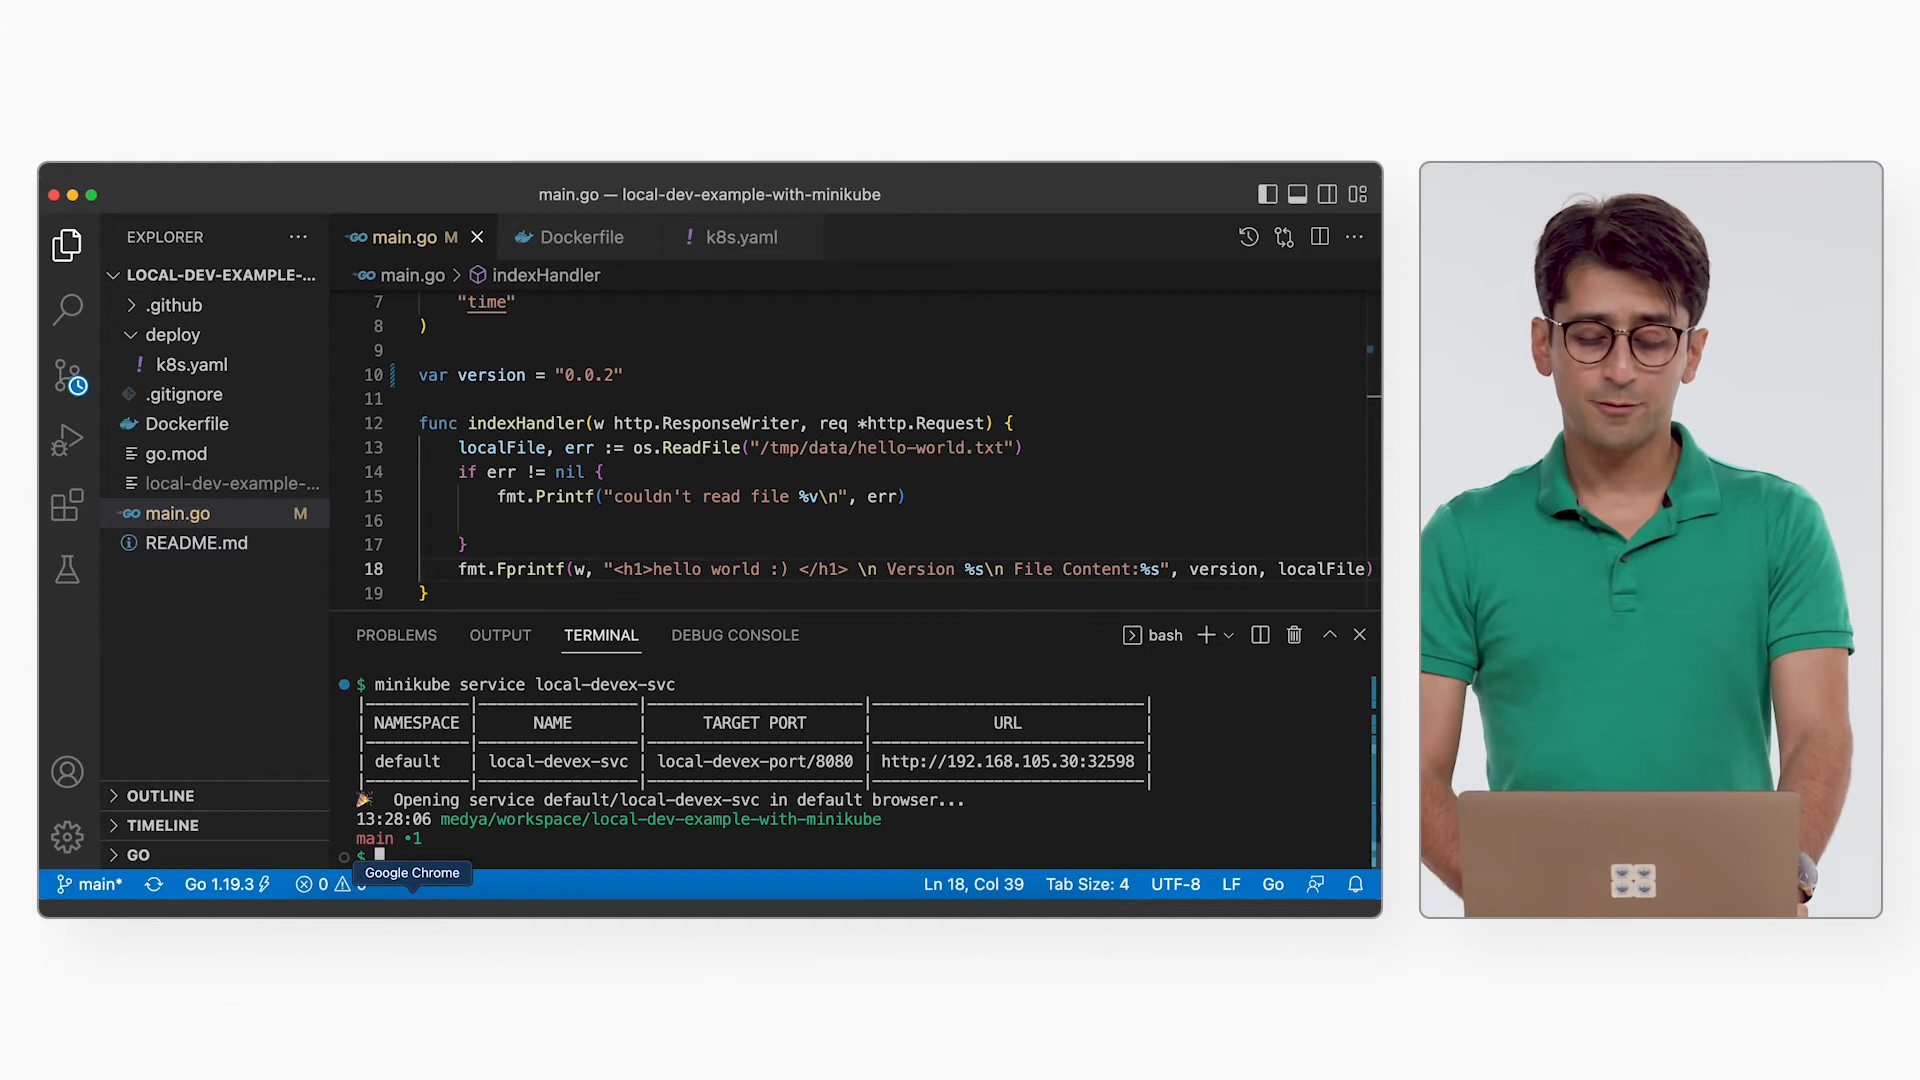 main.go — local-dev-example-with-minikube
EXPLORER
LOCAL-DEV-EXAMPLE-...
.github
deploy
k8s.yaml
.gitignore
Dockerfile
go.mod
local-dev-example-...
main.go M
README.md
OUTLINE
TIMELINE
GO
main.go M
Dockerfile
k8s.yaml
main.go > indexHandler
7 "time"
8 )
9
10 var version = "0.0.2"
11
12 func indexHandler(w http.ResponseWriter, req *http.Request) {
13 localFile, err := os.ReadFile("/tmp/data/hello-world.txt")
14 if err != nil {
15 fmt.Printf("couldn't read file %v\n", err)
16
17 }
18 fmt.Fprintf(w, "<h1>hello world :) </h1> \n Version %s\n File Content:%s", version, localFile)
19 }
PROBLEMS OUTPUT TERMINAL DEBUG CONSOLE
bash
$ minikube service local-devex-svc
| NAMESPACE | NAME | TARGET PORT | URL |
| default | local-devex-svc | local-devex-port/8080 | http://192.168.105.30:32598 |
🎉 Opening service default/local-devex-svc in default browser...
13:28:06 medya/workspace/local-dev-example-with-minikube
main •1
$
Google Chrome
main* Go 1.19.3 0 Ln 18, Col 39 Tab Size: 4 UTF-8 LF Go